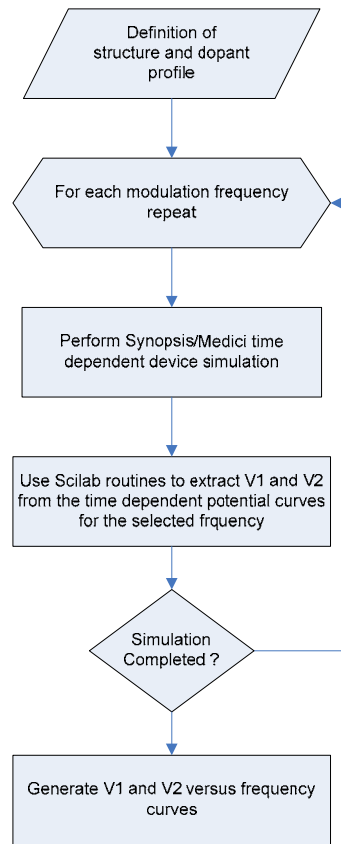 Definition of
structure and dopant
profile
For each modulation frequency
repeat
Perform Synopsis/Medici time
dependent device simulation
Use Scilab routines to extract V1 and V2
from the time dependent potential curves
for the selected frquency
Simulation
Completed ?
Generate V1 and V2 versus frequency
curves